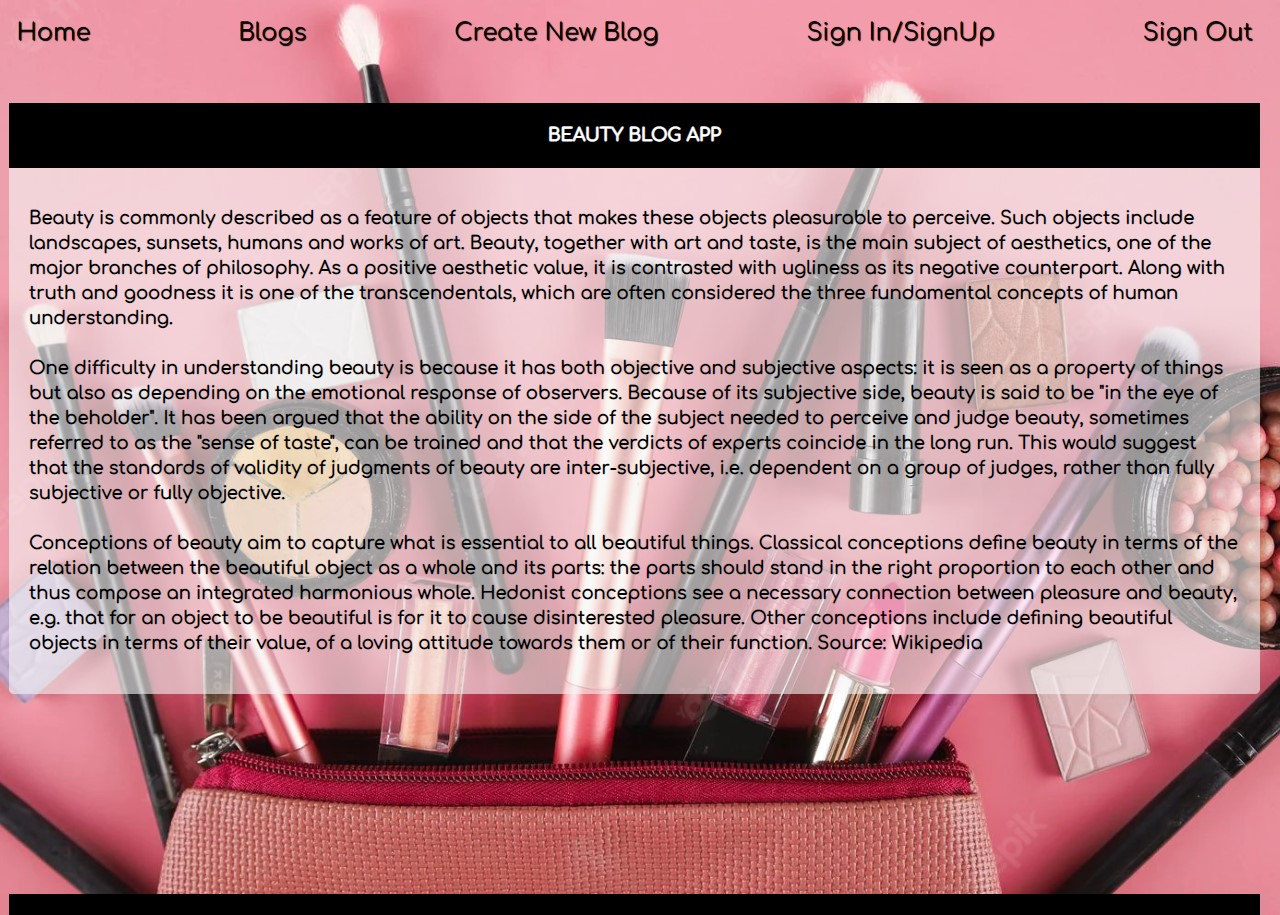 Home Blogs Create New Blog Sign In/SignUp Sign Out
BEAUTY BLOG APP
Beauty is commonly described as a feature of objects that makes these objects pleasurable to perceive. Such objects include
landscapes, sunsets, humans and works of art. Beauty, together with art and taste, is the main subject of aesthetics, one of the
major branches of philosophy. As a positive aesthetic value, it is contrasted with ugliness as its negative counterpart. Along with
truth and goodness it is one of the transcendentals, which are often considered the three fundamental concepts of human
understanding.
One difficulty in understanding beauty is because it has both objective and subjective aspects: it is seen as a property of things
but also as depending on the emotional response of observers. Because of its subjective side, beauty is said to be "in the eye of
the beholder". It has been argued that the ability on the side of the subject needed to perceive and judge beauty, sometimes
referred to as the "sense of taste", can be trained and that the verdicts of experts coincide in the long run. This would suggest
that the standards of validity of judgments of beauty are inter-subjective, i.e. dependent on a group of judges, rather than fully
subjective or fully objective.
Conceptions of beauty aim to capture what is essential to all beautiful things. Classical conceptions define beauty in terms of the
relation between the beautiful object as a whole and its parts: the parts should stand in the right proportion to each other and
thus compose an integrated harmonious whole. Hedonist conceptions see a necessary connection between pleasure and beauty,
e.g. that for an object to be beautiful is for it to cause disinterested pleasure. Other conceptions include defining beautiful
objects in terms of their value, of a loving attitude towards them or of their function. Source: Wikipedia